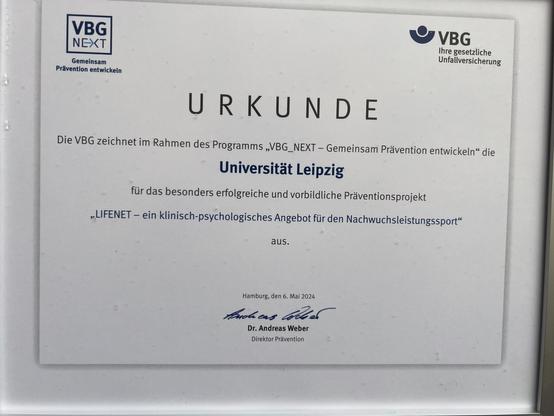 VBG
NEXT
Gemeinsam
Prävention entwickeln
VBG
Ihre gesetzliche
Unfallversicherung
URKUNDE
Die VBG zeichnet im Rahmen des Programms „VBG_NEXT – Gemeinsam Prävention entwickeln“ die
Universität Leipzig
für das besonders erfolgreiche und vorbildliche Präventionsprojekt
„LIFENET – ein klinisch-psychologisches Angebot für den Nachwuchsleistungssport“
aus.
Hamburg, den 6. Mai 2024
Dr. Andreas Weber
Direktor Prävention